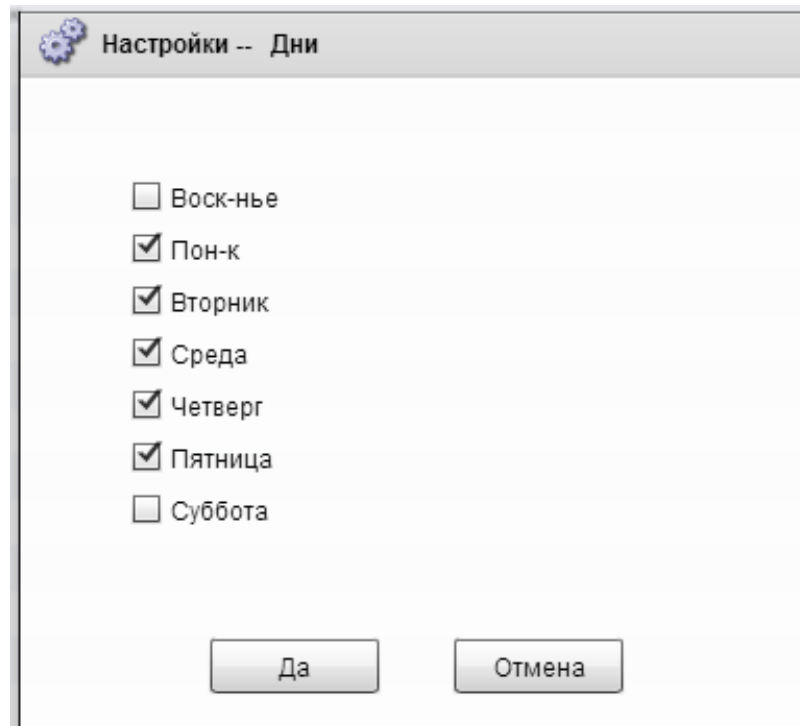 Настройки -- Дни
Воск-нье
Пон-к
Вторник
Среда
Четверг
Пятница
Суббота
Да Отмена